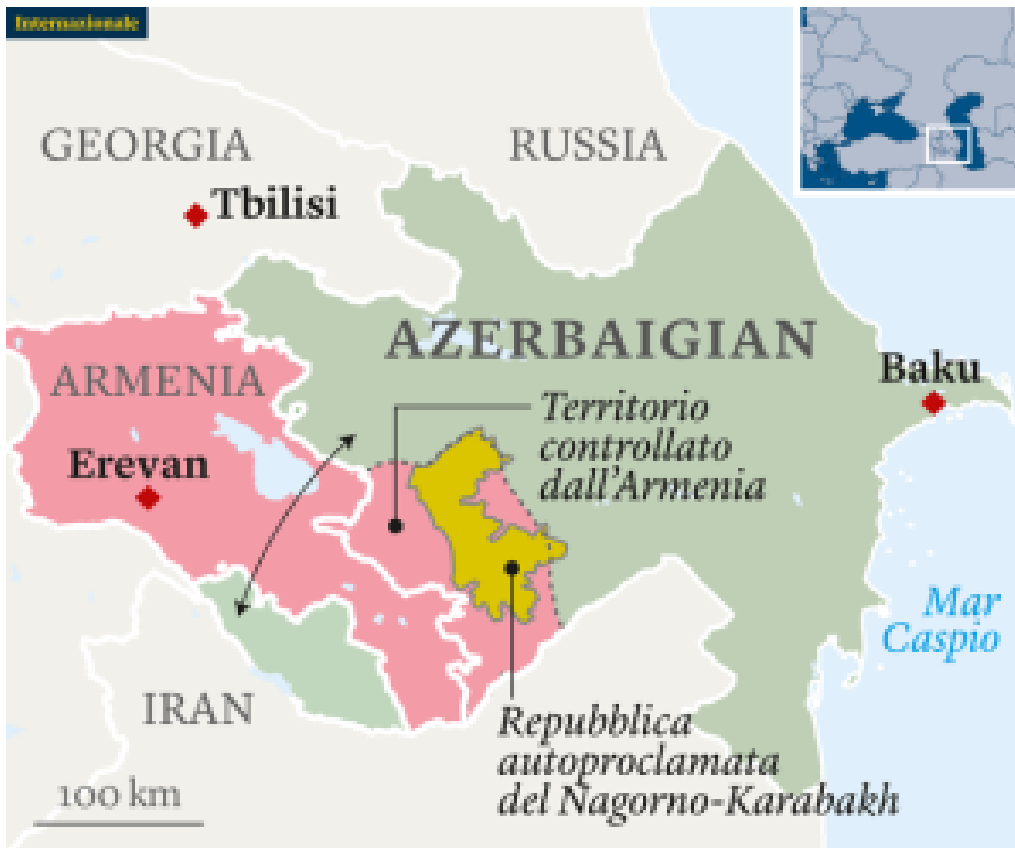 Internazionale
GEORGIA
RUSSIA
Tbilisi
AZERBAIGIAN
ARMENIA
Baku
Territorio
controllato
dall'Armenia
Erevan
Mar
Caspio
IRAN
Repubblica
autoproclamata
del Nagorno-Karabakh
100 km